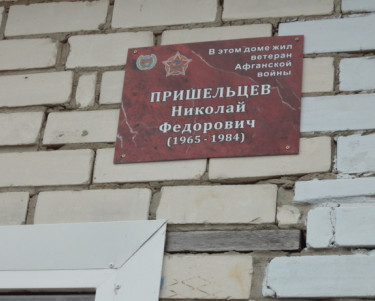 В этом доме жил
ветеран
Афганской
войны
ПРИШЕЛЬЦЕВ
Николай
Федорович
(1965 - 1984)